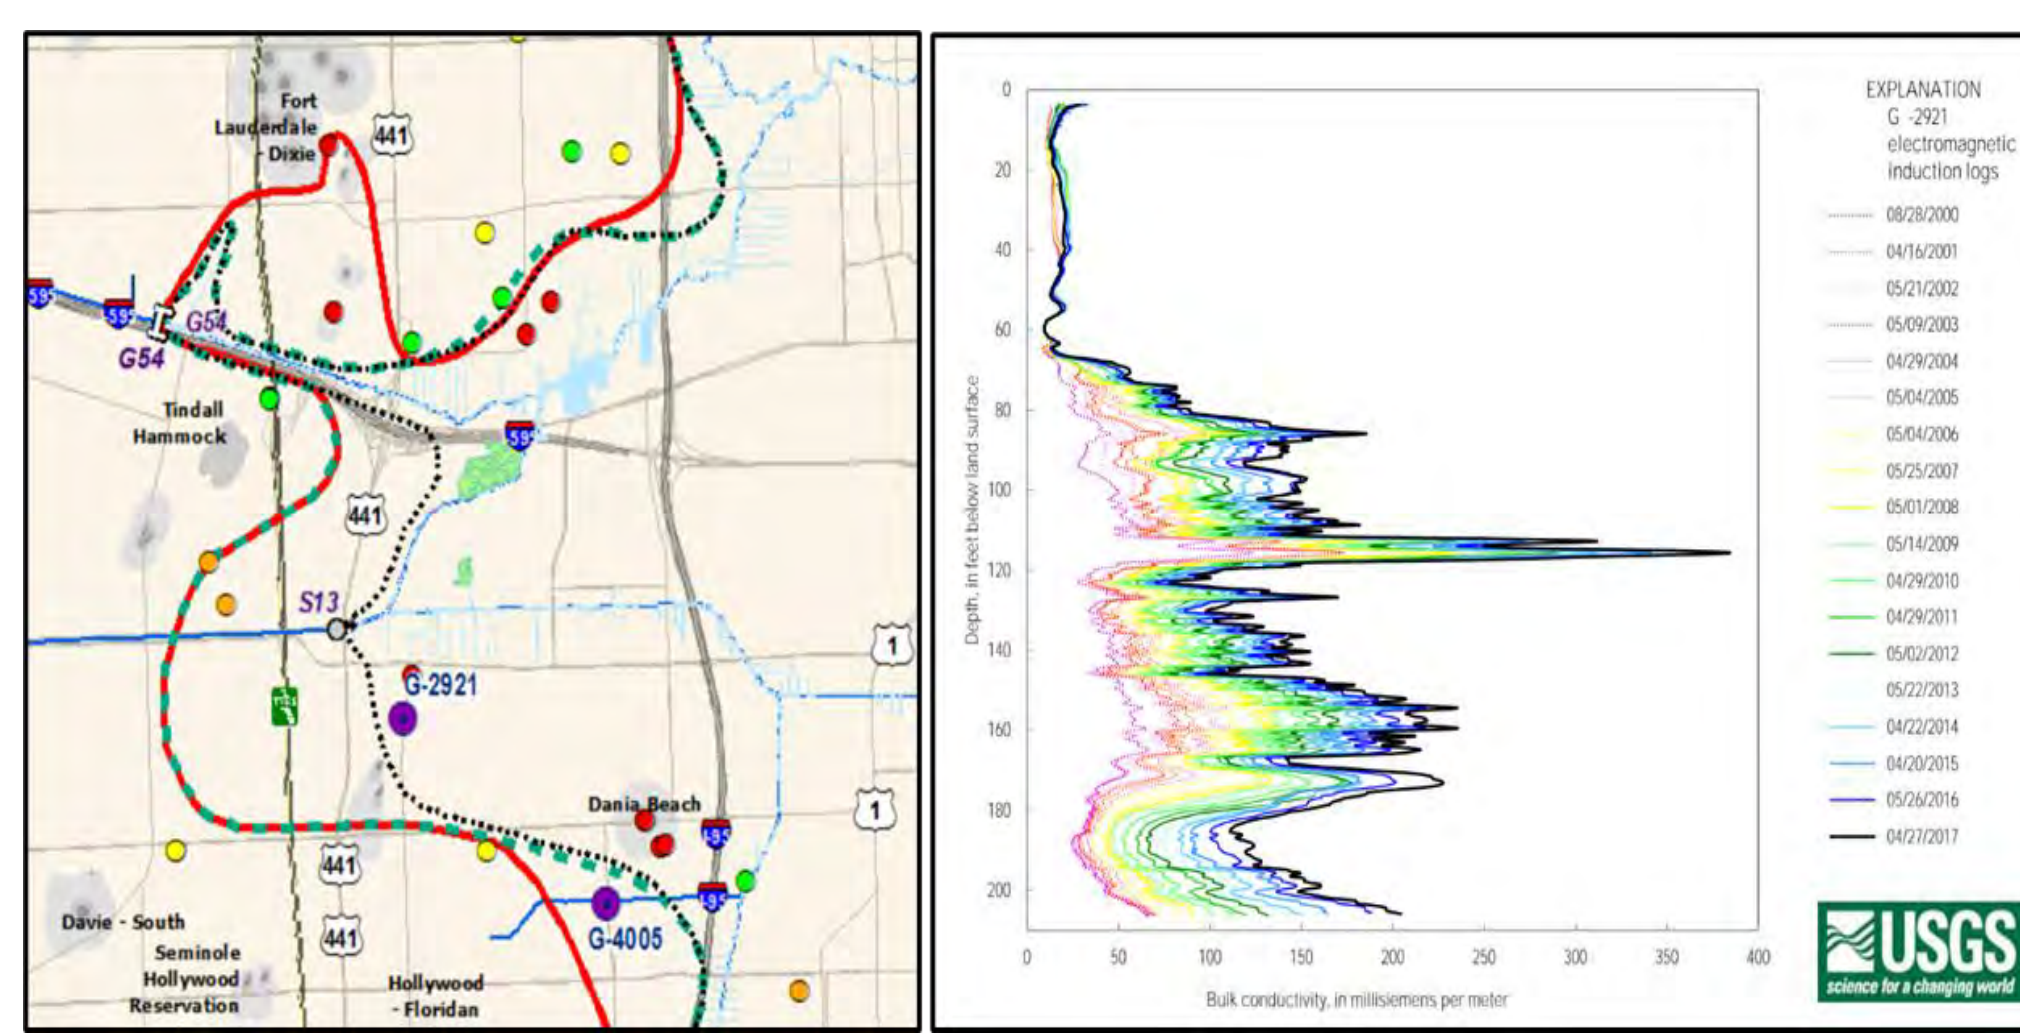 Fort
Lauderdale
- Dixie
441
595
595
G54
G54
Tindall
Hammock
595
441
S13
1
G-2921
Dania Beach
1
I-95
441
I-95
Davie - South
441
G-4005
Seminole
Hollywood
Reservation
Hollywood
- Floridan
0
20
40
60
80
100
120
140
160
180
200
Depth, in feet below land surface
0 50 100 150 200 250 300 350 400
Bulk conductivity, in millisiemens per meter
EXPLANATION
G -2921
electromagnetic
induction logs
08/28/2000
04/16/2001
05/21/2002
05/09/2003
04/29/2004
05/04/2005
05/04/2006
05/25/2007
05/01/2008
05/14/2009
04/29/2010
04/29/2011
05/02/2012
05/22/2013
04/22/2014
04/20/2015
05/26/2016
04/27/2017
USGS
science for a changing world